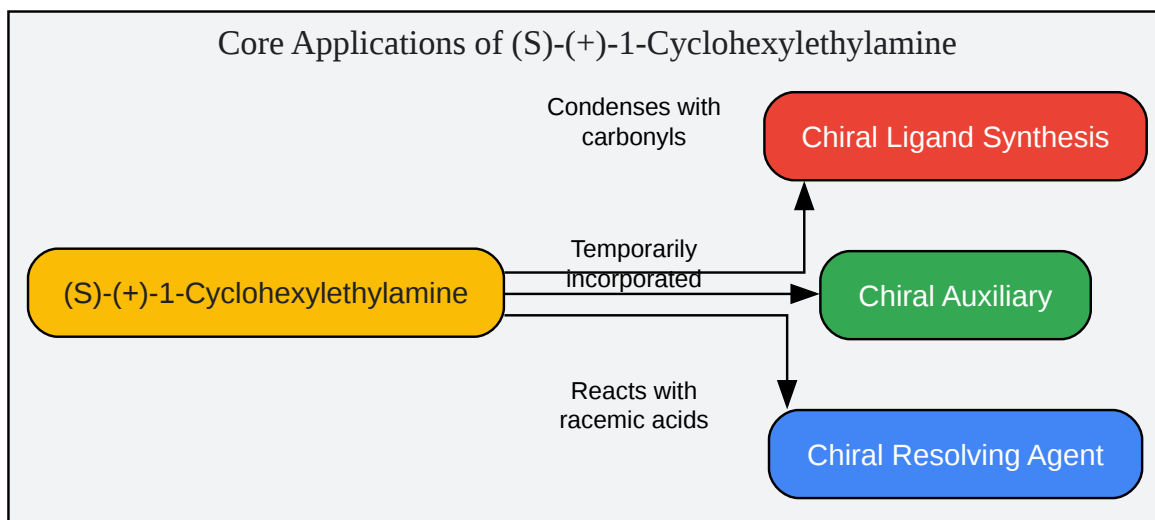 Core Applications of (S)-(+)-1-Cyclohexylethylamine
Condenses with
carbonyls
Chiral Ligand Synthesis
Temporarily
incorporated
(S)-(+)-1-Cyclohexylethylamine
Chiral Auxiliary
Reacts with
racemic acids
Chiral Resolving Agent